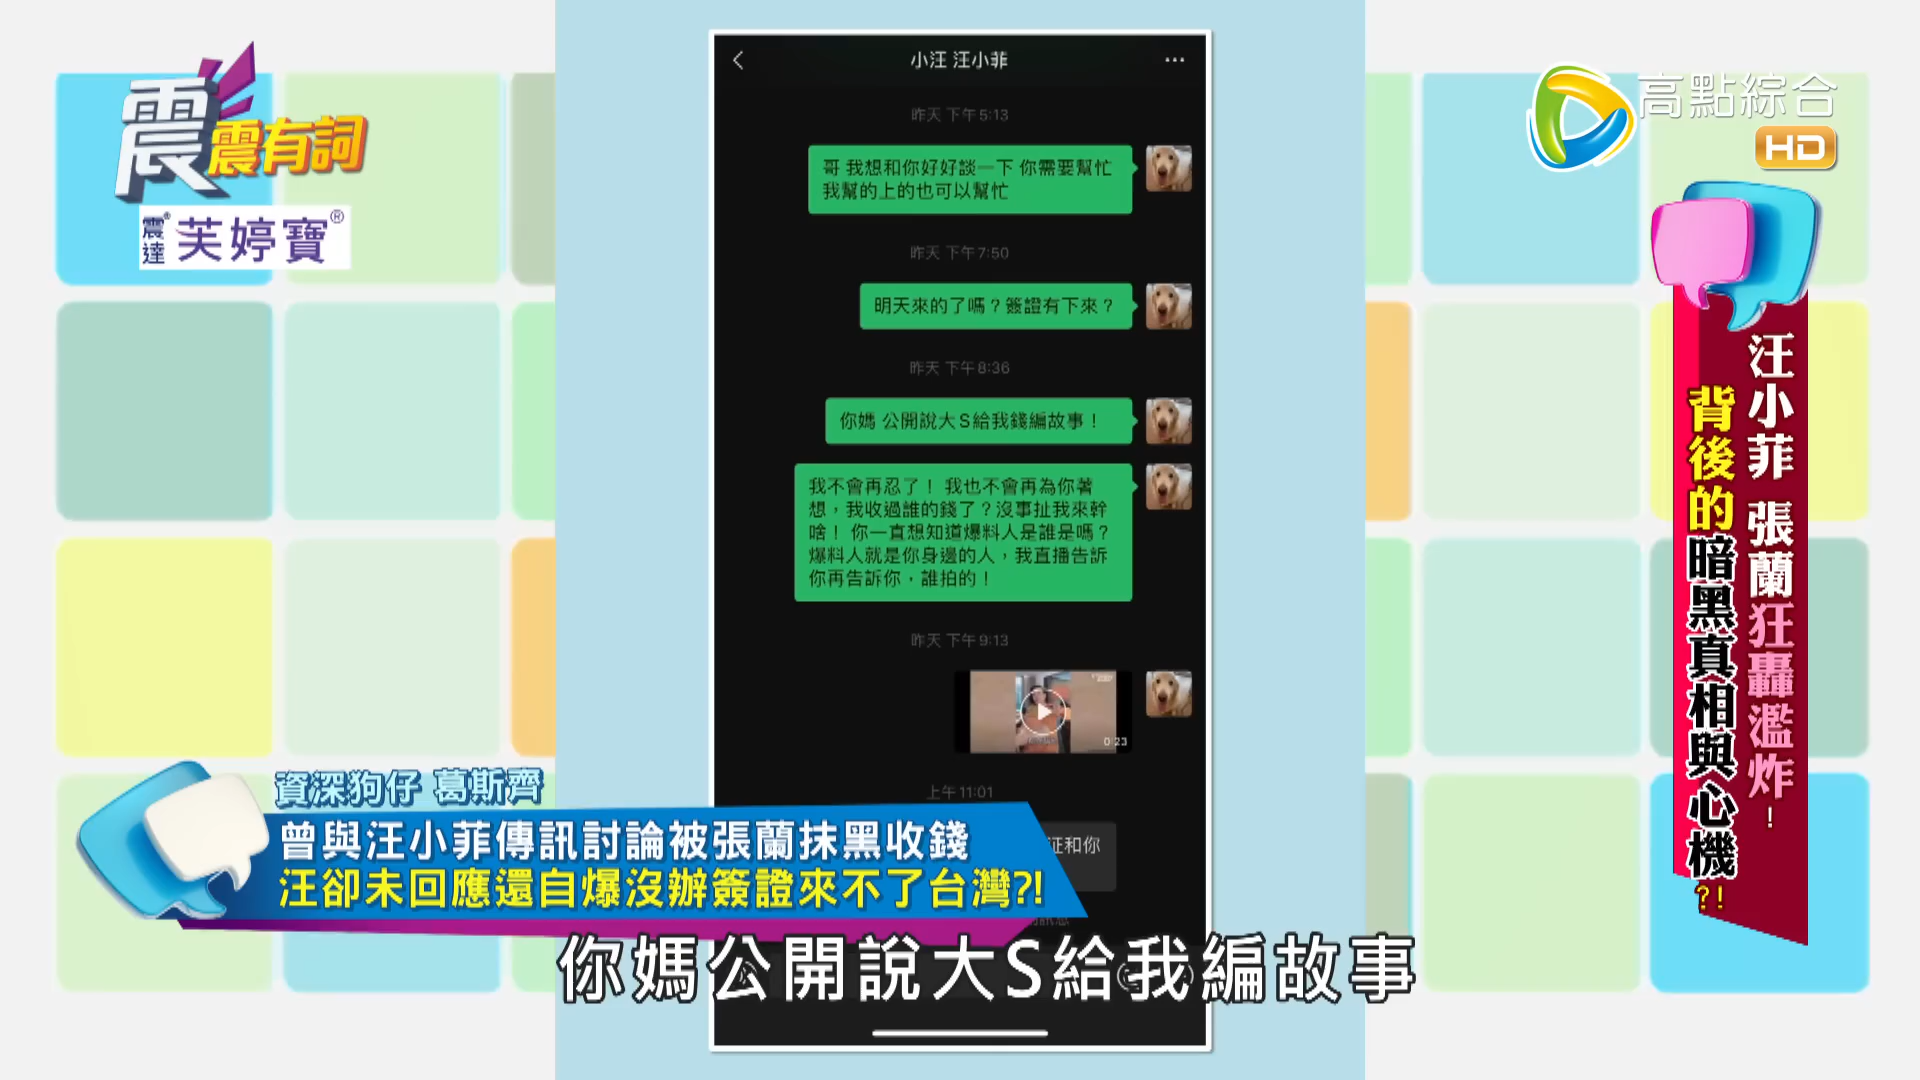 震震有詞
震達® 芙婷寶®
高點綜合
HD
小汪 汪小菲
昨天 下午5:13
哥 我想和你好好談一下 你需要幫忙
我幫的上的也可以幫忙
昨天 下午7:50
明天來的了嗎？簽證有下來？
昨天 下午8:36
你媽 公開說大S給我錢編故事！
我不會再忍了！ 我也不會再為你著
想，我收過誰的錢了？沒事扯我來幹
啥！ 你一直想知道爆料人是誰是嗎？
爆料人就是你身邊的人，我直播告訴
你再告訴你，誰拍的！
昨天 下午9:13
0:23
上午11:01
証和你
汪小菲 張蘭狂轟濫炸！
背後的暗黑真相與心機?!
資深狗仔 葛斯齊
曾與汪小菲傳訊討論被張蘭抹黑收錢
汪卻未回應還自爆沒辦簽證來不了台灣?!
你媽公開說大S給我編故事